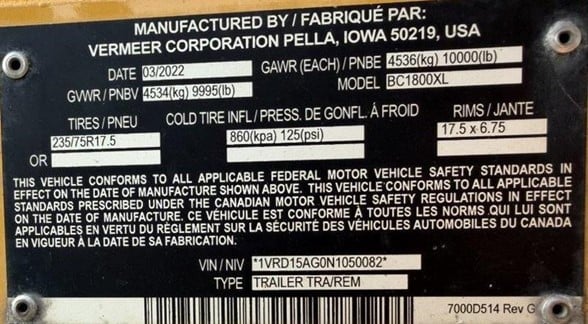 MANUFACTURED BY / FABRIQUÉ PAR:
VERMEER CORPORATION PELLA, IOWA 50219, USA
DATE 03/2022 GAWR (EACH) / PNBE 4536(kg) 10000(lb)
GVWR / PNBV 4534(kg) 9995(lb) MODEL BC1800XL
TIRES / PNEU COLD TIRE INFL / PRESS. DE GONFL. À FROID RIMS / JANTE
235/75R17.5 860(kpa) 125(psi) 17.5 x 6.75
OR
THIS VEHICLE CONFORMS TO ALL APPLICABLE FEDERAL MOTOR VEHICLE SAFETY STANDARDS IN
EFFECT ON THE DATE OF MANUFACTURE SHOWN ABOVE. THIS VEHICLE CONFORMS TO ALL APPLICABLE
STANDARDS PRESCRIBED UNDER THE CANADIAN MOTOR VEHICLE SAFETY REGULATIONS IN EFFECT
ON THE DATE OF MANUFACTURE. CE VÉHICULE EST CONFORME À TOUTES LES NORMES QUI LUI SONT
APPLICABLES EN VERTU DU RÈGLEMENT SUR LA SÉCURITÉ DES VÉHICULES AUTOMOBILES DU CANADA
EN VIGUEUR À LA DATE DE SA FABRICATION.
VIN / NIV *1VRD15AG0N1050082*
TYPE TRAILER TRA/REM
7000D514 Rev G